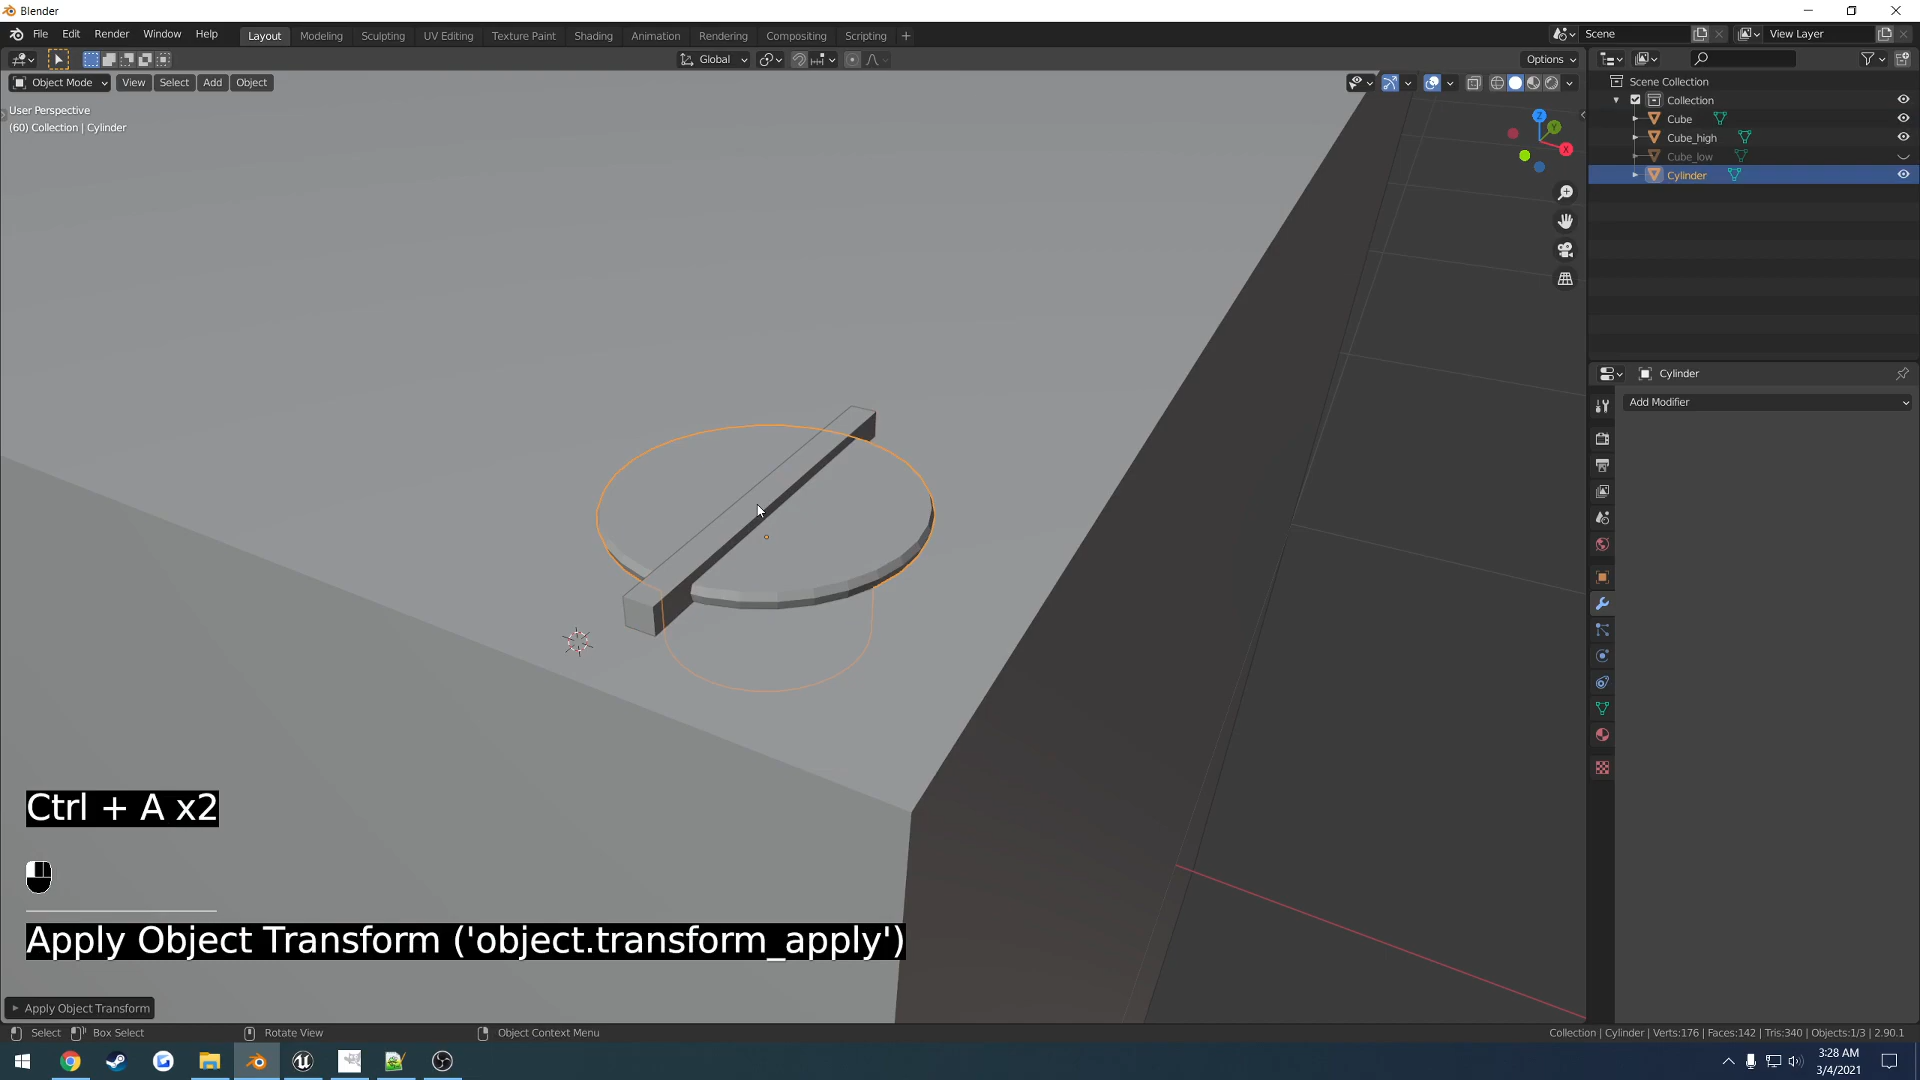 Blender
File Edit Render Window Help Layout Modeling Sculpting UV Editing Texture Paint Shading Animation Rendering Compositing Scripting +
Scene View Layer
Global Options
Object Mode View Select Add Object
User Perspective
(60) Collection | Cylinder
Z
Y
X
Scene Collection
Collection
Cube
Cube_high
Cube_low
Cylinder
Cylinder
Add Modifier
Ctrl + A x2
Apply Object Transform ('object.transform_apply')
Apply Object Transform
Select Box Select Rotate View Object Context Menu Collection | Cylinder | Verts:176 | Faces:142 | Tris:340 | Objects:1/3 | 2.90.1
3:28 AM
3/4/2021